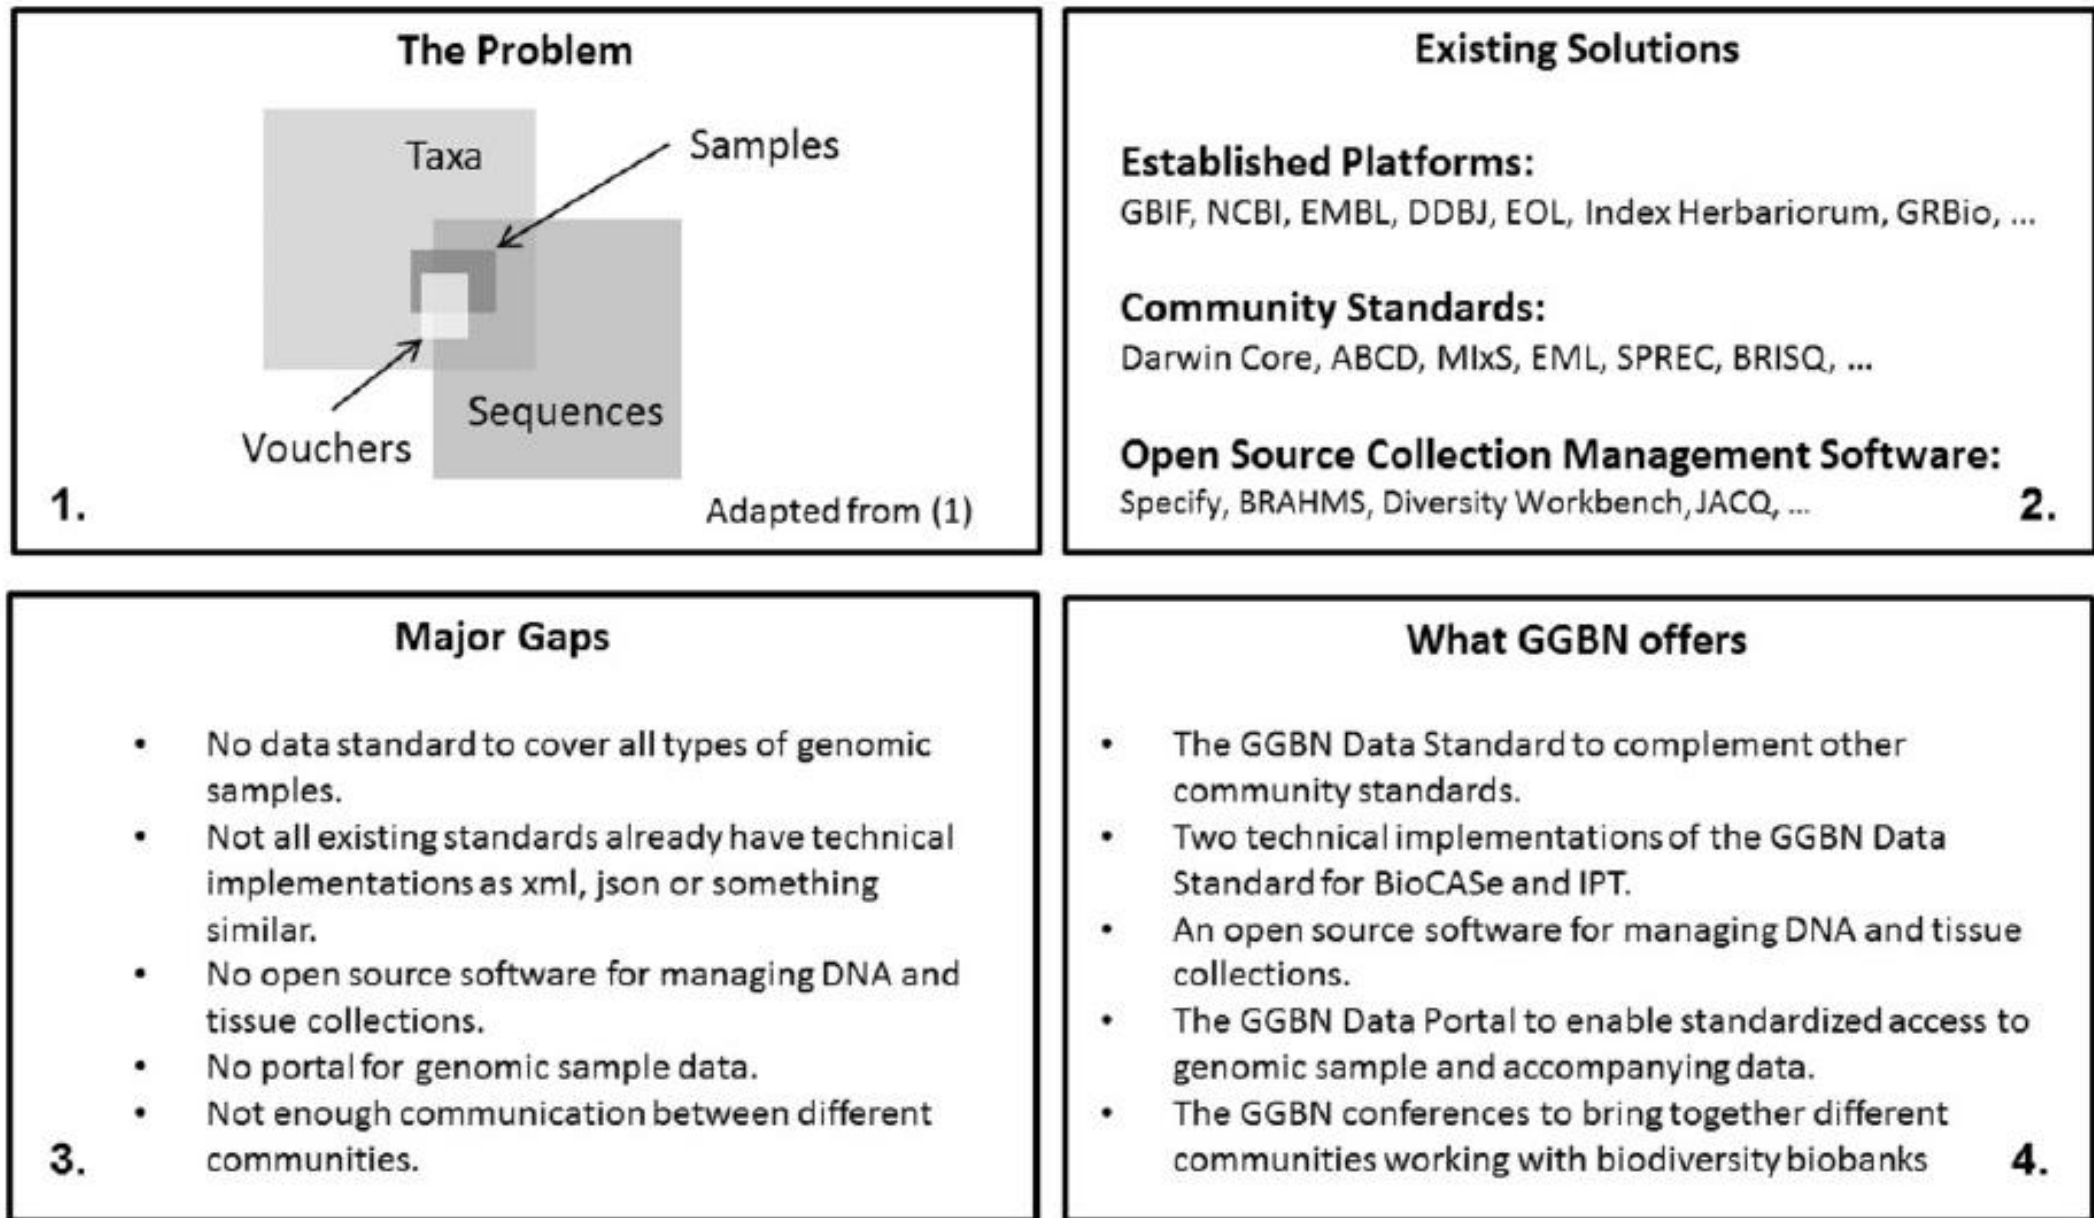 The Problem
Taxa
Samples
Sequences
Vouchers
1.
Adapted from (1)
Existing Solutions
Established Platforms:
GBIF, NCBI, EMBL, DDBJ, EOL, Index Herbariorum, GRBio, ...
Community Standards:
Darwin Core, ABCD, MIxS, EML, SPREC, BRISQ, ...
Open Source Collection Management Software:
Specify, BRAHMS, Diversity Workbench, JACQ, ...
2.
Major Gaps
• No data standard to cover all types of genomic
samples.
• Not all existing standards already have technical
implementations as xml, json or something
similar.
• No open source software for managing DNA and
tissue collections.
• No portal for genomic sample data.
• Not enough communication between different
communities.
3.
What GGBN offers
• The GGBN Data Standard to complement other
community standards.
• Two technical implementations of the GGBN Data
Standard for BioCASe and IPT.
• An open source software for managing DNA and tissue
collections.
• The GGBN Data Portal to enable standardized access to
genomic sample and accompanying data.
• The GGBN conferences to bring together different
communities working with biodiversity biobanks
4.